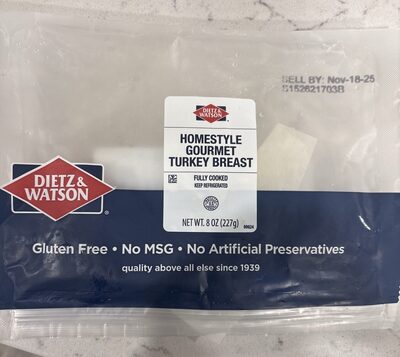 SELL BY: Nov-18-25
S152621703B
DIETZ &
WATSON
HOMESTYLE
GOURMET
TURKEY BREAST
FULLY COOKED
KEEP REFRIGERATED
NET WT. 8 OZ (227g)
DIETZ &
WATSON®
Gluten Free • No MSG • No Artificial Preservatives
quality above all else since 1939